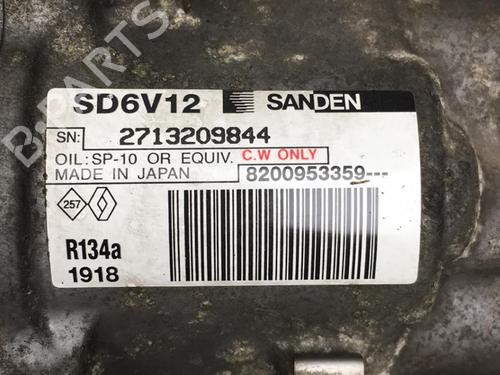 SD6V12 SANDEN
SN: 2713209844
OIL: SP-10 OR EQUIV. C.W ONLY
MADE IN JAPAN 8200953359---
257
R134a
1918
B-PARTS